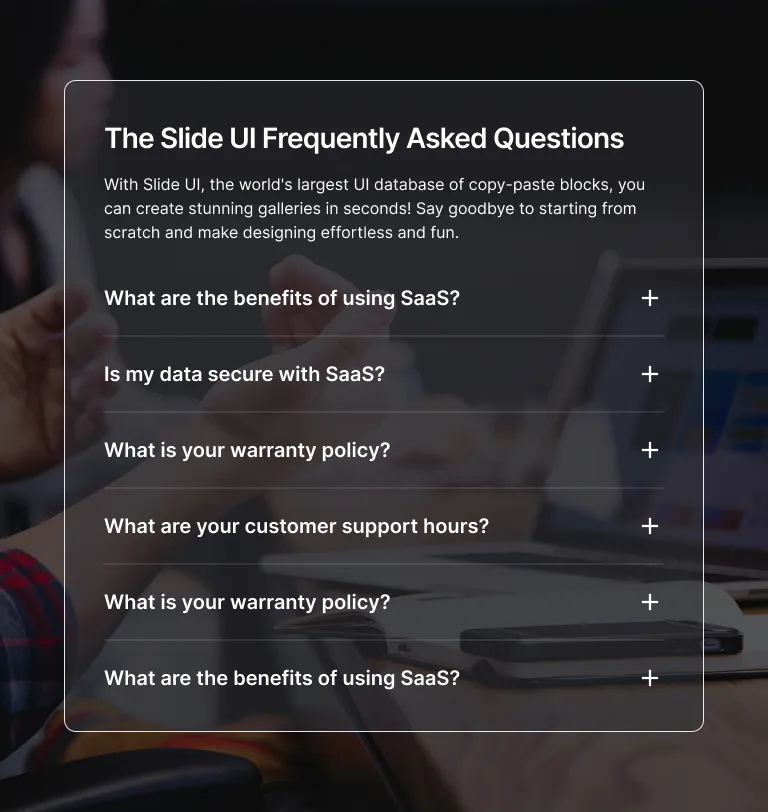 The Slide UI Frequently Asked Questions
With Slide UI, the world's largest UI database of copy-paste blocks, you
can create stunning galleries in seconds! Say goodbye to starting from
scratch and make designing effortless and fun.
What are the benefits of using SaaS?
Is my data secure with SaaS?
What is your warranty policy?
What are your customer support hours?
What is your warranty policy?
What are the benefits of using SaaS?